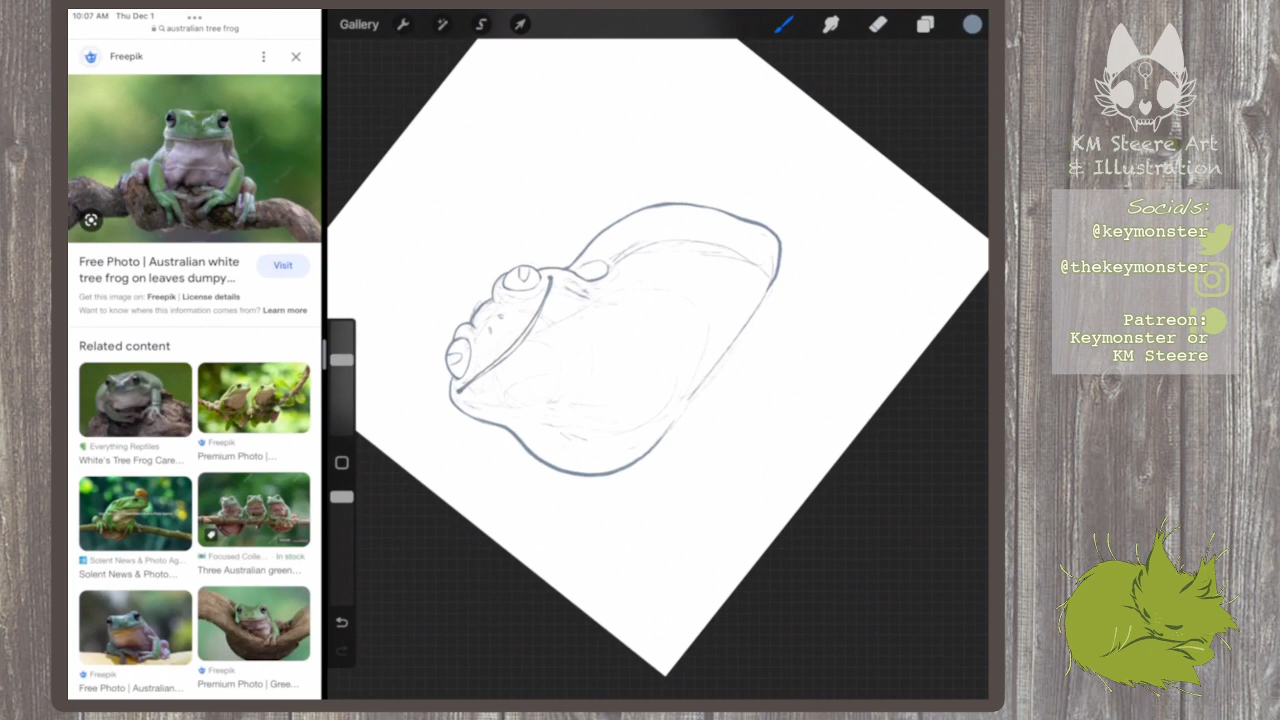 10:07 AM Thu Dec 1
australian tree frog
Freepik
Free Photo | Australian white
tree frog on leaves dumpy...
Visit
Get this image on: Freepik | License details
Want to know where this information comes from? Learn more
Related content
Everything Reptiles
White's Tree Frog Care...
Freepik
Premium Photo |...
Solent News & Photo Ag...
Solent News & Photo...
Focused Colle... In stock
Three Australian green...
Freepik
Free Photo | Australian...
Freepik
Premium Photo | Gree...
Gallery
KM Steere Art
& Illustration
Socials:
@keymonster
@thekeymonster
Patreon:
Keymonster or
KM Steere